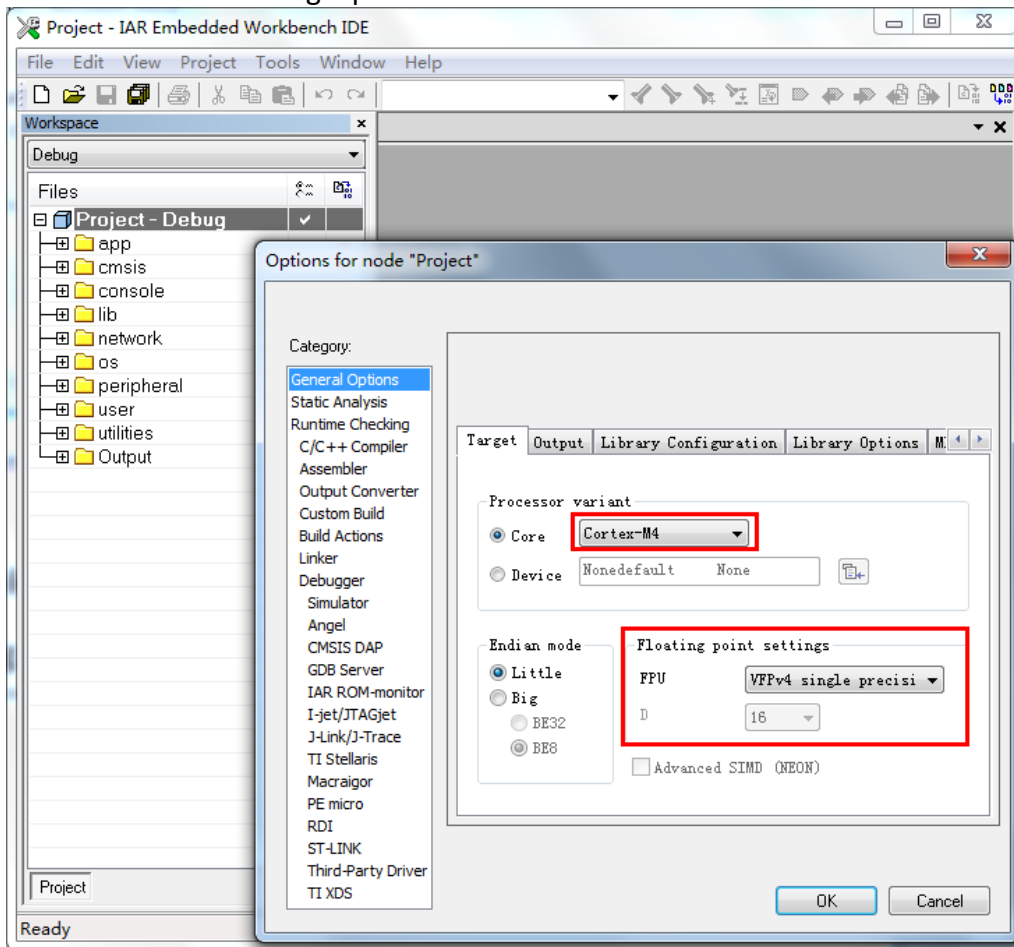 Project - IAR Embedded Workbench IDE
File Edit View Project Tools Window Help
Workspace
Debug
Files
Project - Debug
app
cmsis
console
lib
network
os
peripheral
user
utilities
Output
Project
Ready
Options for node "Project"
Category:
General Options
Static Analysis
Runtime Checking
C/C++ Compiler
Assembler
Output Converter
Custom Build
Build Actions
Linker
Debugger
Simulator
Angel
CMSIS DAP
GDB Server
IAR ROM-monitor
I-jet/JTAGjet
J-Link/J-Trace
TI Stellaris
Macraigor
PE micro
RDI
ST-LINK
Third-Party Driver
TI XDS
Target Output Library Configuration Library Options
Processor variant
Core Cortex-M4
Device Nonedefault None
Endian mode
Little
Big
BE32
BE8
Floating point settings
FPU VFPv4 single precisi
D 16
Advanced SIMD (NEON)
OK Cancel